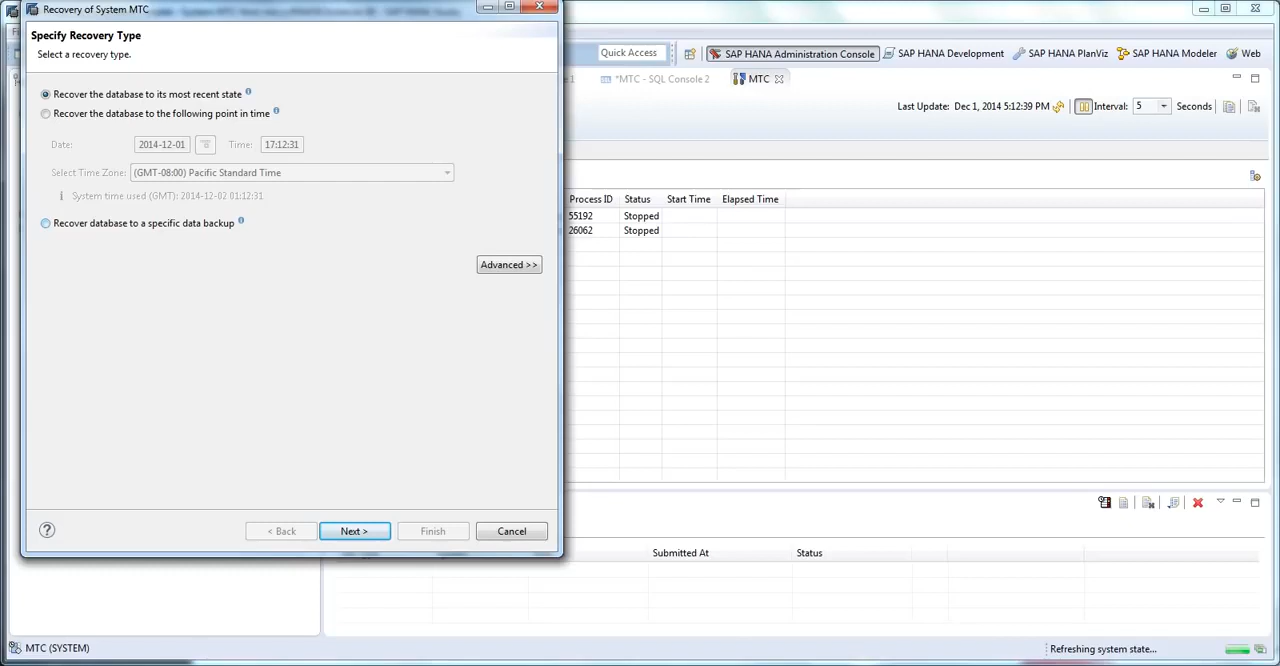 Recovery of System MTC
Specify Recovery Type
Select a recovery type.
Recover the database to its most recent state
Recover the database to the following point in time
Date: 2014-12-01 Time: 17:12:31
Select Time Zone: (GMT-08:00) Pacific Standard Time
System time used (GMT): 2014-12-02 01:12:31
Recover database to a specific data backup
Advanced >>
< Back Next > Finish Cancel
Quick Access SAP HANA Administration Console SAP HANA Development SAP HANA PlanViz SAP HANA Modeler Web
*MTC - SQL Console 2 MTC
Last Update: Dec 1, 2014 5:12:39 PM Interval: 5 Seconds
Process ID Status Start Time Elapsed Time
55192 Stopped
26062 Stopped
Submitted At Status
MTC (SYSTEM) Refreshing system state...